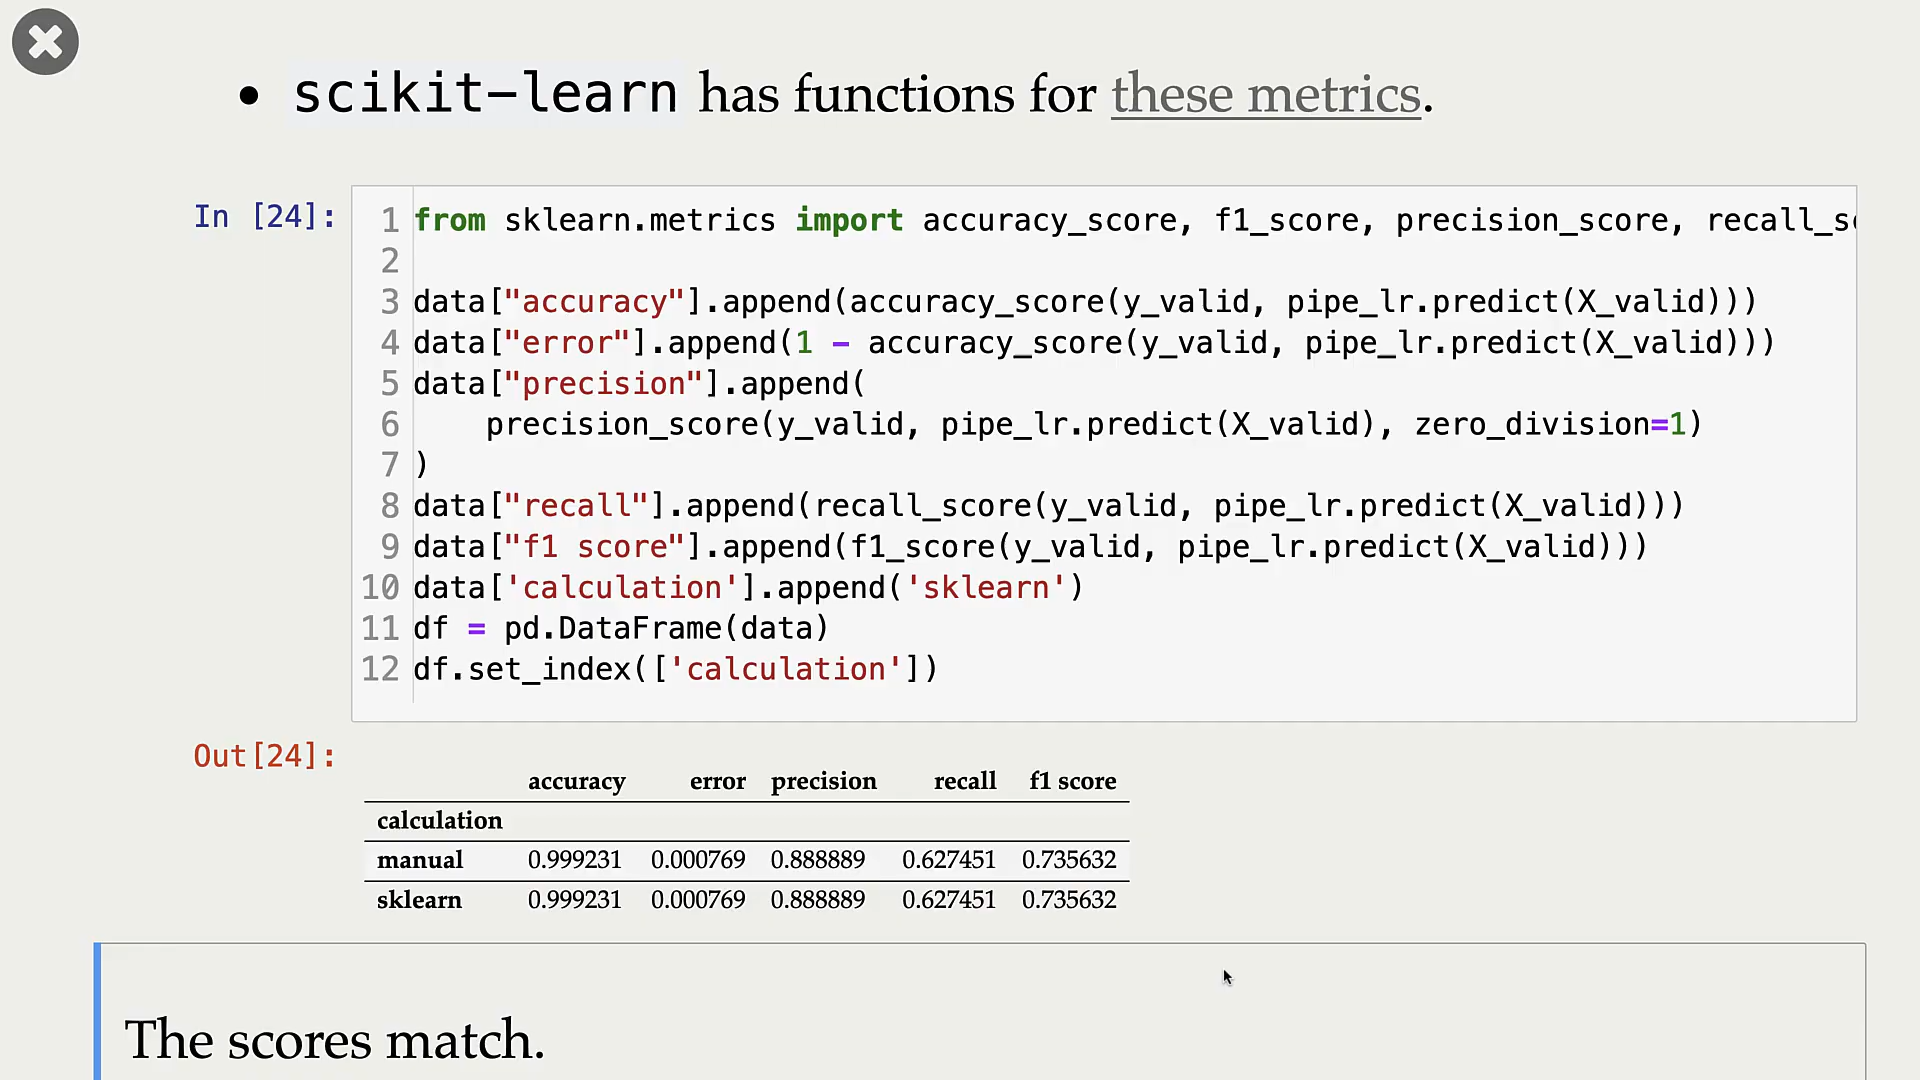 • scikit-learn has functions for these metrics.
In [24]:
1 from sklearn.metrics import accuracy_score, f1_score, precision_score,
2
3 data["accuracy"].append(accuracy_score(y_valid, pipe_lr.predict(X_valid)))
4 data["error"].append(1 - accuracy_score(y_valid, pipe_lr.predict(X_valid)))
5 data["precision"].append(
6     precision_score(y_valid, pipe_lr.predict(X_valid), zero_division=1)
7 )
8 data["recall"].append(recall_score(y_valid, pipe_lr.predict(X_valid)))
9 data["f1 score"].append(f1_score(y_valid, pipe_lr.predict(X_valid)))
10 data['calculation'].append('sklearn')
11 df = pd.DataFrame(data)
12 df.set_index(['calculation'])
Out[24]:
accuracy error precision recall f1 score
calculation
manual 0.999231 0.000769 0.888889 0.627451 0.735632
sklearn 0.999231 0.000769 0.888889 0.627451 0.735632
The scores match.